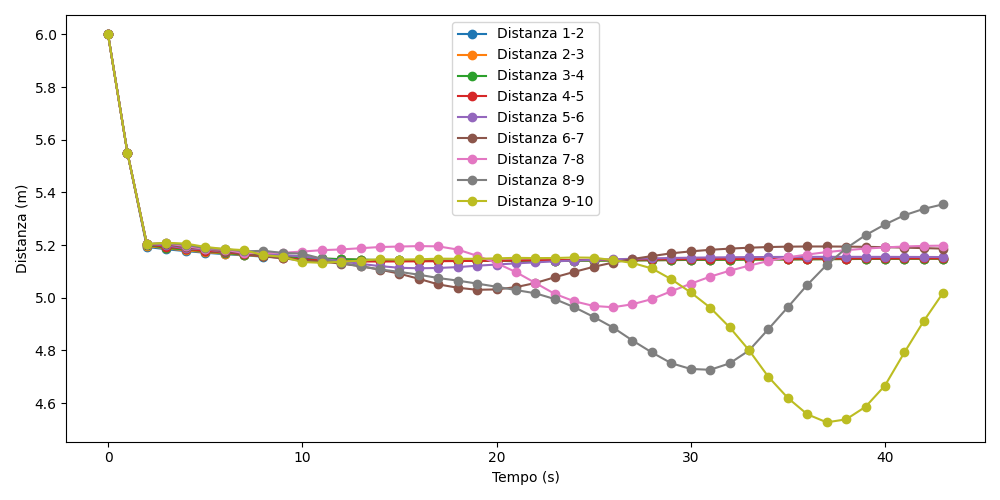 6.0
5.8
5.6
5.4
5.2
5.0
4.8
4.6
Distanza (m)
Distanza 1-2
Distanza 2-3
Distanza 3-4
Distanza 4-5
Distanza 5-6
Distanza 6-7
Distanza 7-8
Distanza 8-9
Distanza 9-10
0 10 20 30 40
Tempo (s)